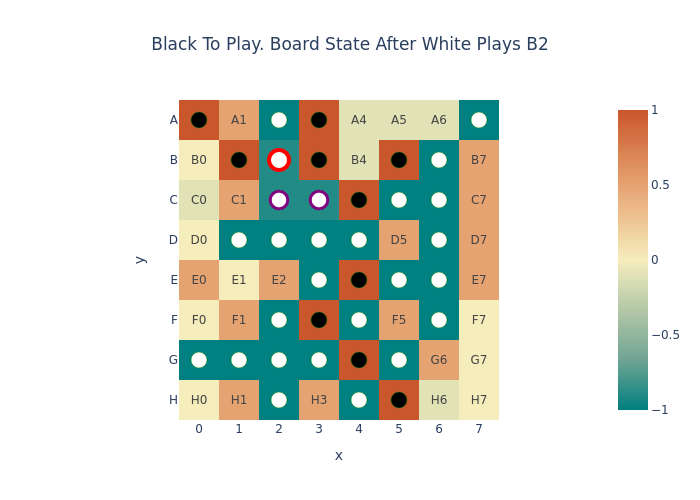 Black To Play. Board State After White Plays B2
A A1 A4 A5 A6
B B0 B4 B7
C C0 C1 C7
D D0 D5 D7
E E0 E1 E2 E7
F F0 F1 F5 F7
G G6 G7
H H0 H1 H3 H6 H7
0 1 2 3 4 5 6 7
x
y
1
0.5
0
−0.5
−1